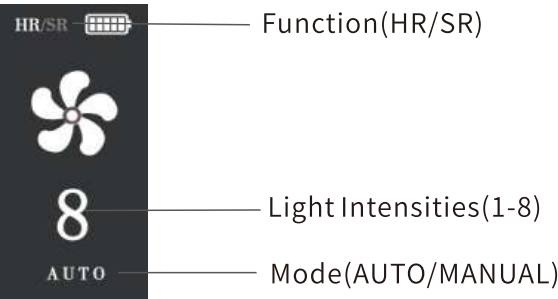 HR/SR
Function(HR/SR)
8
Light Intensities(1-8)
AUTO
Mode(AUTO/MANUAL)